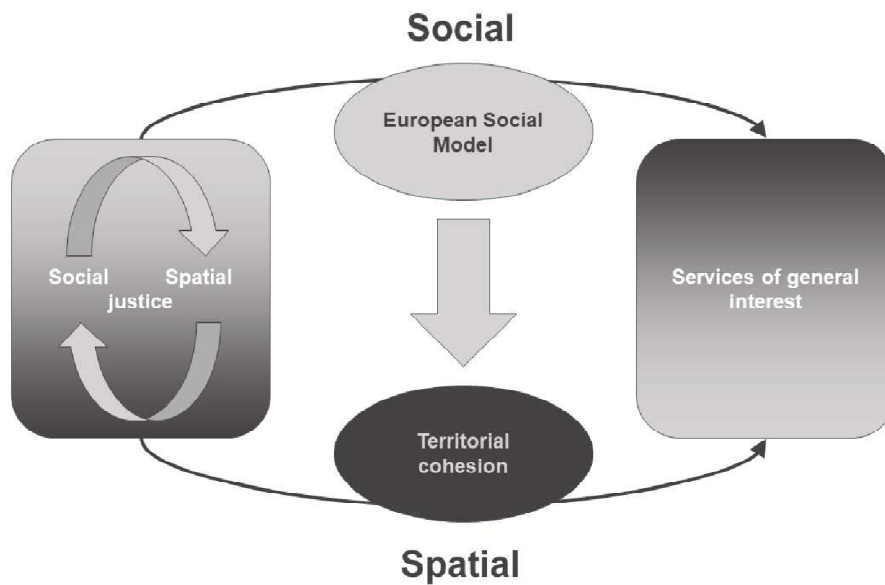 Social
European Social
Model
Social Spatial
justice
Services of general
interest
Territorial
cohesion
Spatial